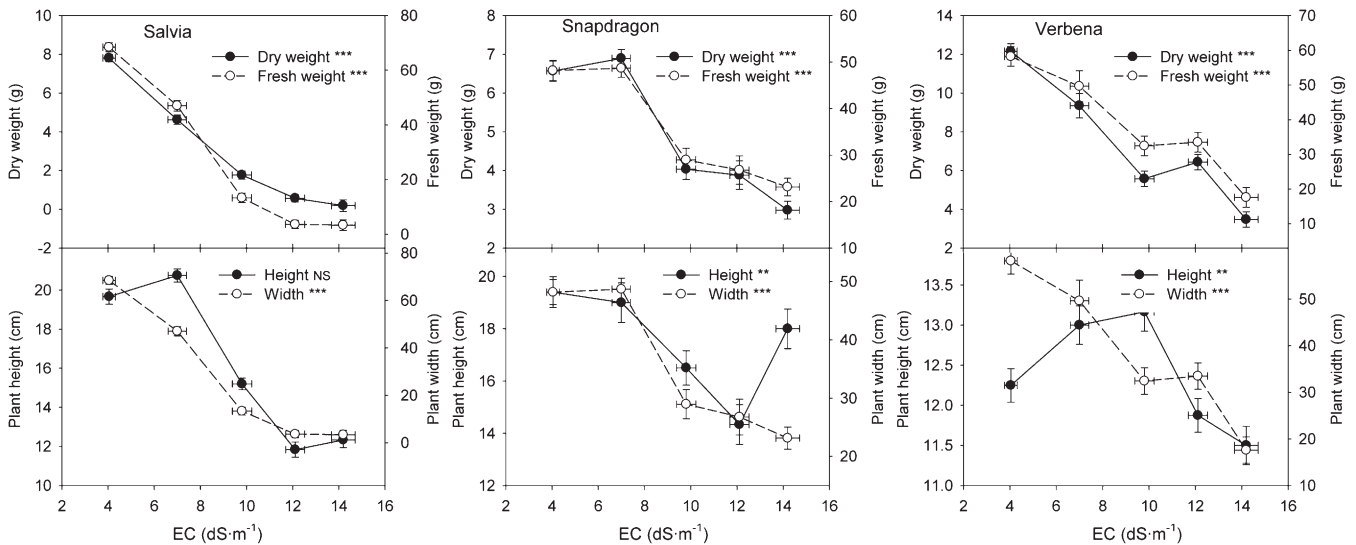 Salvia
Dry weight ***
Fresh weight ***
Dry weight (g)
10
8
6
4
2
0
-2
Fresh weight (g)
80
60
40
20
0
Snapdragon
Dry weight ***
Fresh weight ***
Dry weight (g)
8
7
6
5
4
3
2
Fresh weight (g)
60
50
40
30
20
10
Verbena
Dry weight ***
Fresh weight ***
Dry weight (g)
14
12
10
8
6
4
2
Fresh weight (g)
70
60
50
40
30
20
10
Height NS
Width ***
Plant height (cm)
20
18
16
14
12
10
Plant width (cm)
80
60
40
20
0
2 4 6 8 10 12 14 16
EC (dS·m⁻¹)
Height **
Width ***
Plant height (cm)
20
18
16
14
12
Plant width (cm)
50
40
30
20
2 4 6 8 10 12 14 16
EC (dS·m⁻¹)
Height **
Width ***
Plant height (cm)
13.5
13.0
12.5
12.0
11.5
11.0
Plant width (cm)
50
40
30
20
10
2 4 6 8 10 12 14 16
EC (dS·m⁻¹)